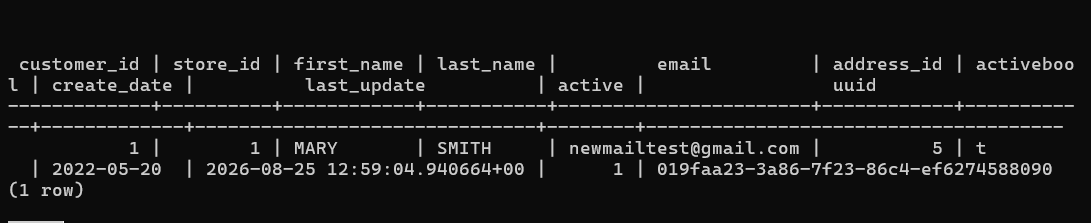 customer_id | store_id | first_name | last_name |         email         | address_id | activeboo
l | create_date |          last_update          | active |                 uuid
-------------+----------+------------+-----------+-----------------------+------------+----------
--+-------------+-------------------------------+--------+--------------------------------------
           1 |        1 | MARY       | SMITH     | newmailtest@gmail.com |          5 | t
  | 2022-05-20  | 2026-08-25 12:59:04.940664+00 |      1 | 019faa23-3a86-7f23-86c4-ef6274588090
(1 row)